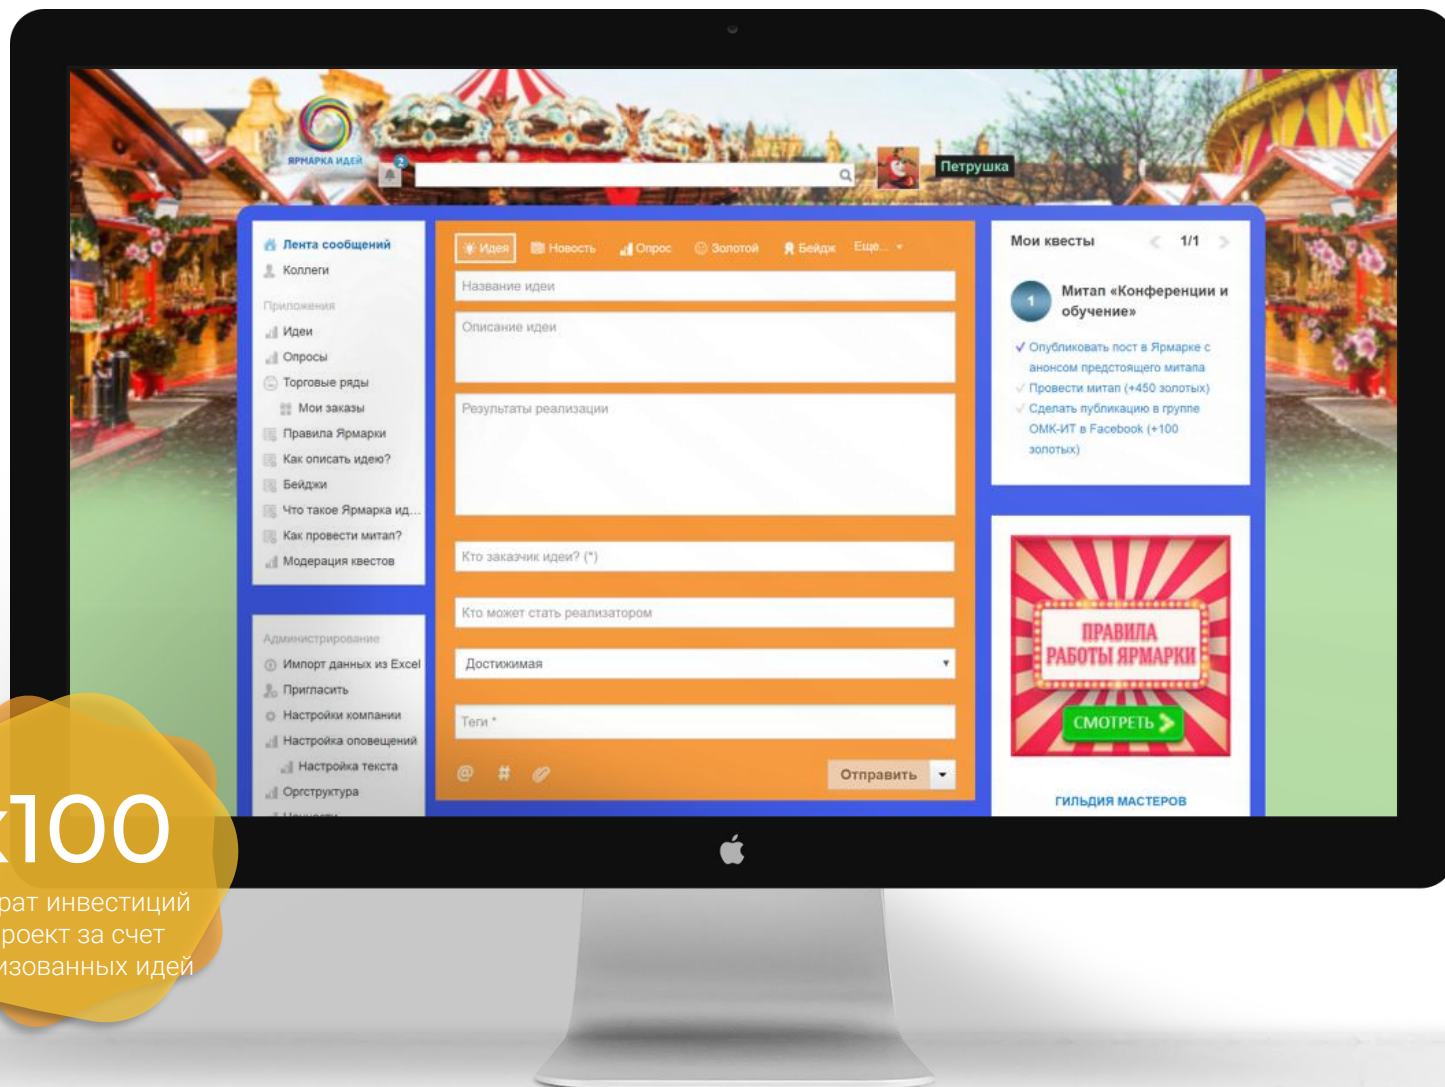 ЯРМАРКА ИДЕЙ
2
Петрушка
Лента сообщений
Коллеги
Приложения
Идеи
Опросы
Торговые ряды
Мои заказы
Правила Ярмарки
Как описать идею?
Бейджи
Что такое Ярмарка ид...
Как провести митап?
Модерация квестов
Администрирование
Импорт данных из Excel
Пригласить
Настройки компании
Настройка оповещений
Настройка текста
Оргструктура
Идея Новость Опрос Золотой Бейдж Еще...
Название идеи
Описание идеи
Результаты реализации
Кто заказчик идеи? (*)
Кто может стать реализатором
Достижимая
Теги *
@ #
Отправить
Мои квесты 1/1
1
Митап «Конференции и
обучение»
Опубликовать пост в Ярмарке с
анонсом предстоящего митапа
Провести митап (+450 золотых)
Сделать публикацию в группе
ОМК-ИТ в Facebook (+100
золотых)
ПРАВИЛА
РАБОТЫ ЯРМАРКИ
СМОТРЕТЬ
ГИЛЬДИЯ МАСТЕРОВ
x100
рат инвестиций
роект за счет
изованных идей